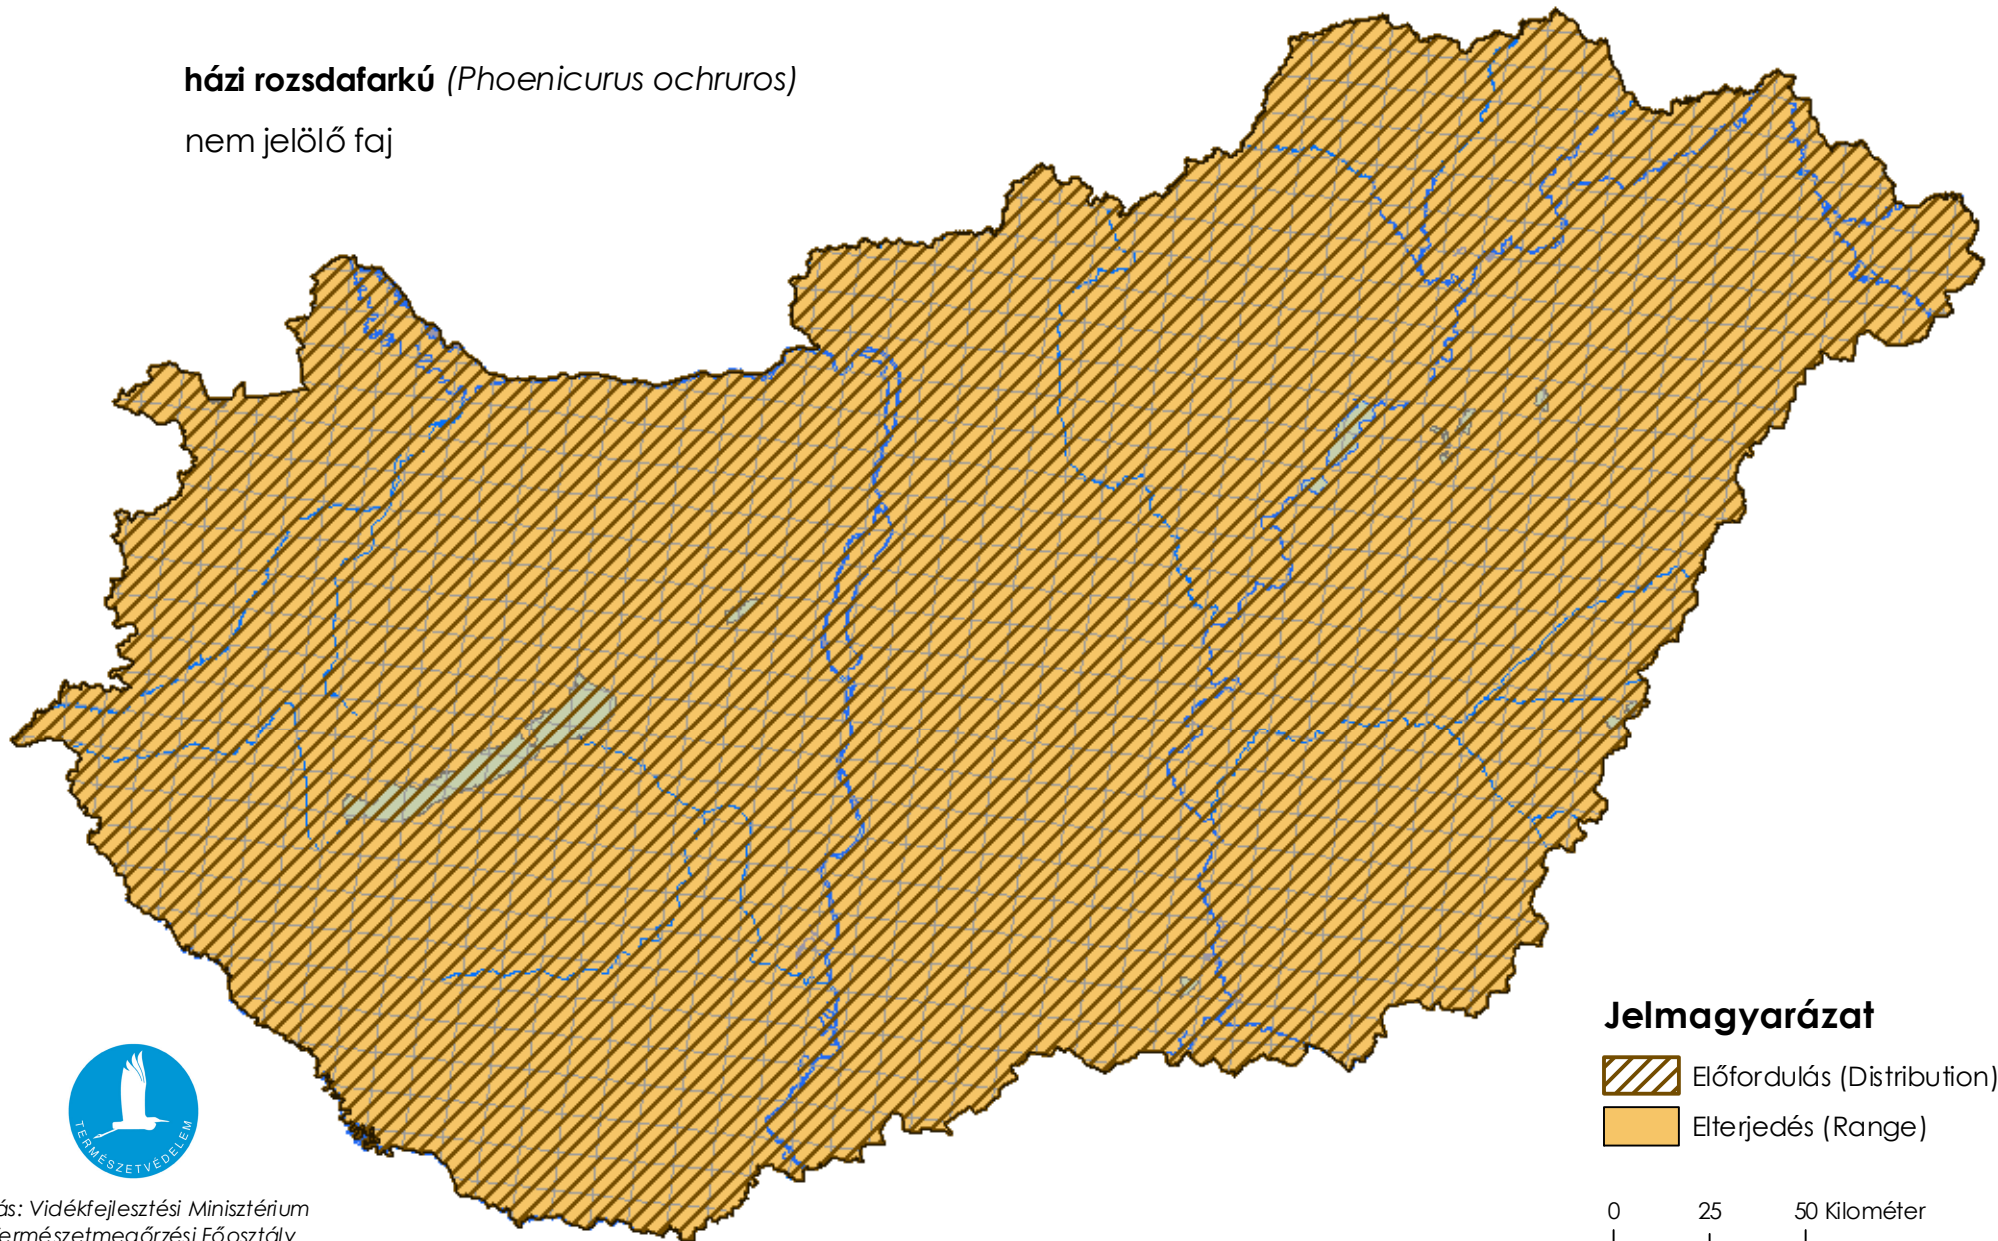 házi rozsdafarkú (Phoenicurus ochruros)
nem jelölő faj
Jelmagyarázat
Előfordulás (Distribution)
Elterjedés (Range)
0 25 50 Kilométer
TERMÉSZETVÉDELEM
ás: Vidékfejlesztési Minisztérium
Természetmegőrzési Főosztály